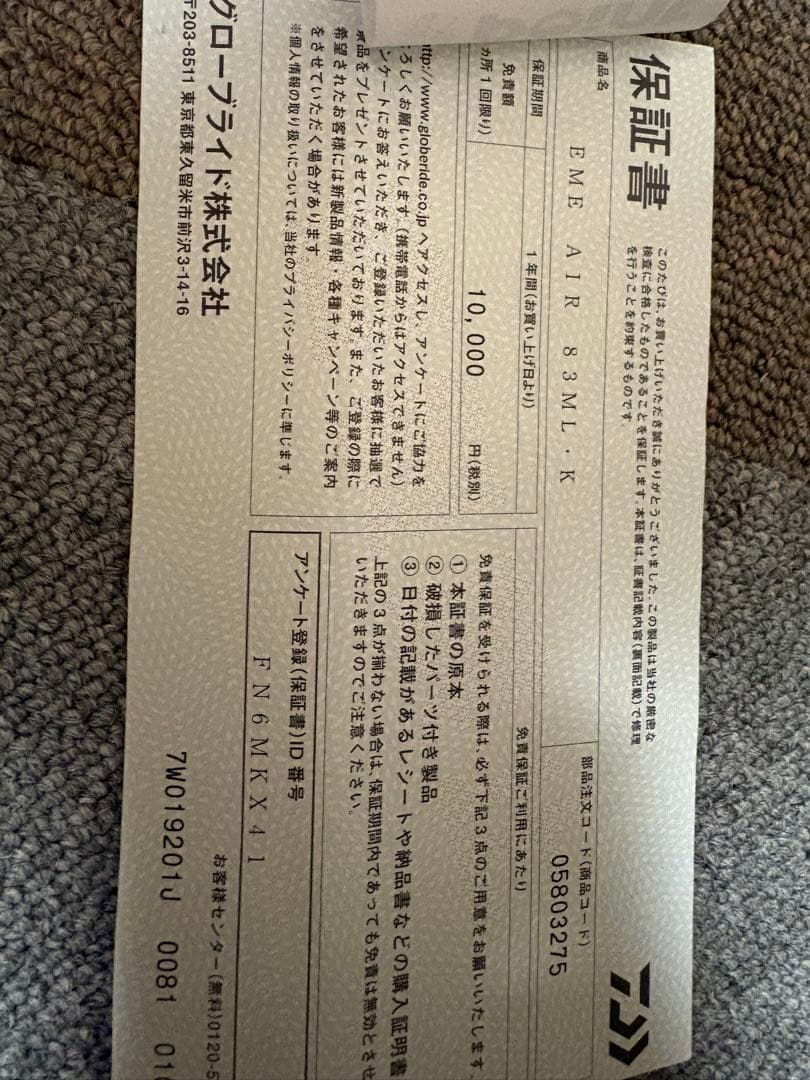 保証書
このたびは、お買い上げいただき誠にありがとうございました。この製品は当社の厳密な
検査に合格したものであることを保証します。本証書は、証書記載内容(裏面記載)で修理
を行うことを約束するものです。
商品名
EME AIR 83ML・K
部品注文コード(商品コード)
05803275
保証期間
1年間(お買い上げ日より)
免責額
カ所1回限り)
10,000
円(税別)
免責保証ご利用にあたり
免責保証を受けられる際は、必ず下記3点のご用意をお願いいたします
① 本証書の原本
② 破損したパーツ付き製品
③ 日付の記載があるレシートや納品書などの購入証明書
上記の3点が揃わない場合は、保証期間内であっても免責は無効とさせ
いただきますのでご注意ください。
http://www.globeride.co.jp へアクセスし、アンケートにご協力を
ろしくお願いいたします。(携帯電話からはアクセスできません)
ンケートにお答えいただき、ご登録いただいたお客様に抽選で
品をプレゼントさせていただいております。また、ご登録の際に
希望されたお客様には新製品情報・各種キャンペーン等のご案内
をさせていただく場合があります。
※個人情報の取り扱いについては、当社のプライバシーポリシーに準じます。
アンケート登録(保証書)ID番号
FN6MKX41
グローブライド株式会社
〒203-8511 東京都東久留米市前沢3-14-16
お客様センター(無料)0120-5
7W019201J 0081 01